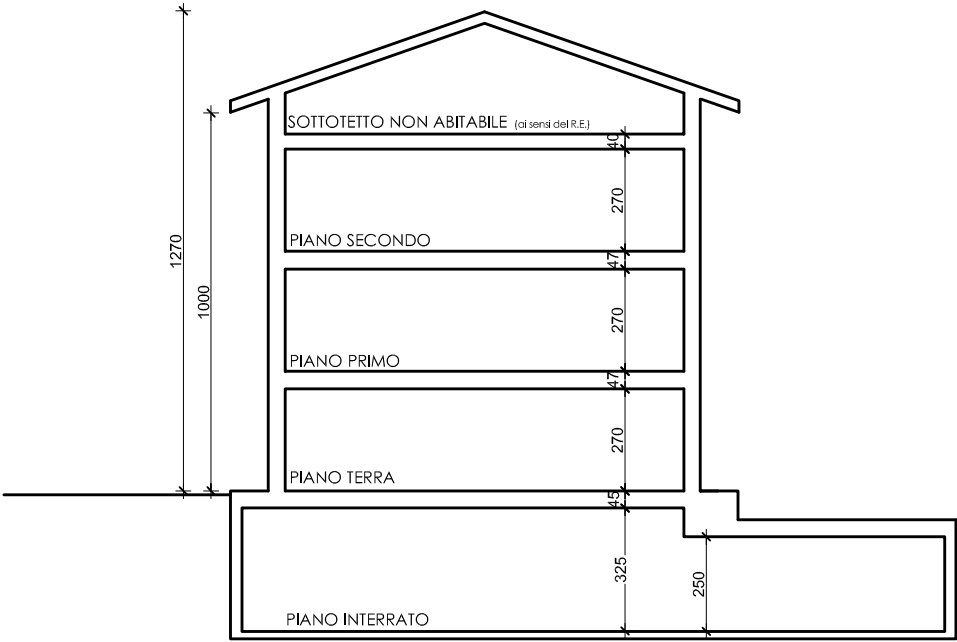 SOTTOTETTO NON ABITABILE (ai sensi del R.E.)
40
270
PIANO SECONDO
47
1270
1000
270
PIANO PRIMO
47
270
PIANO TERRA
45
325
250
PIANO INTERRATO